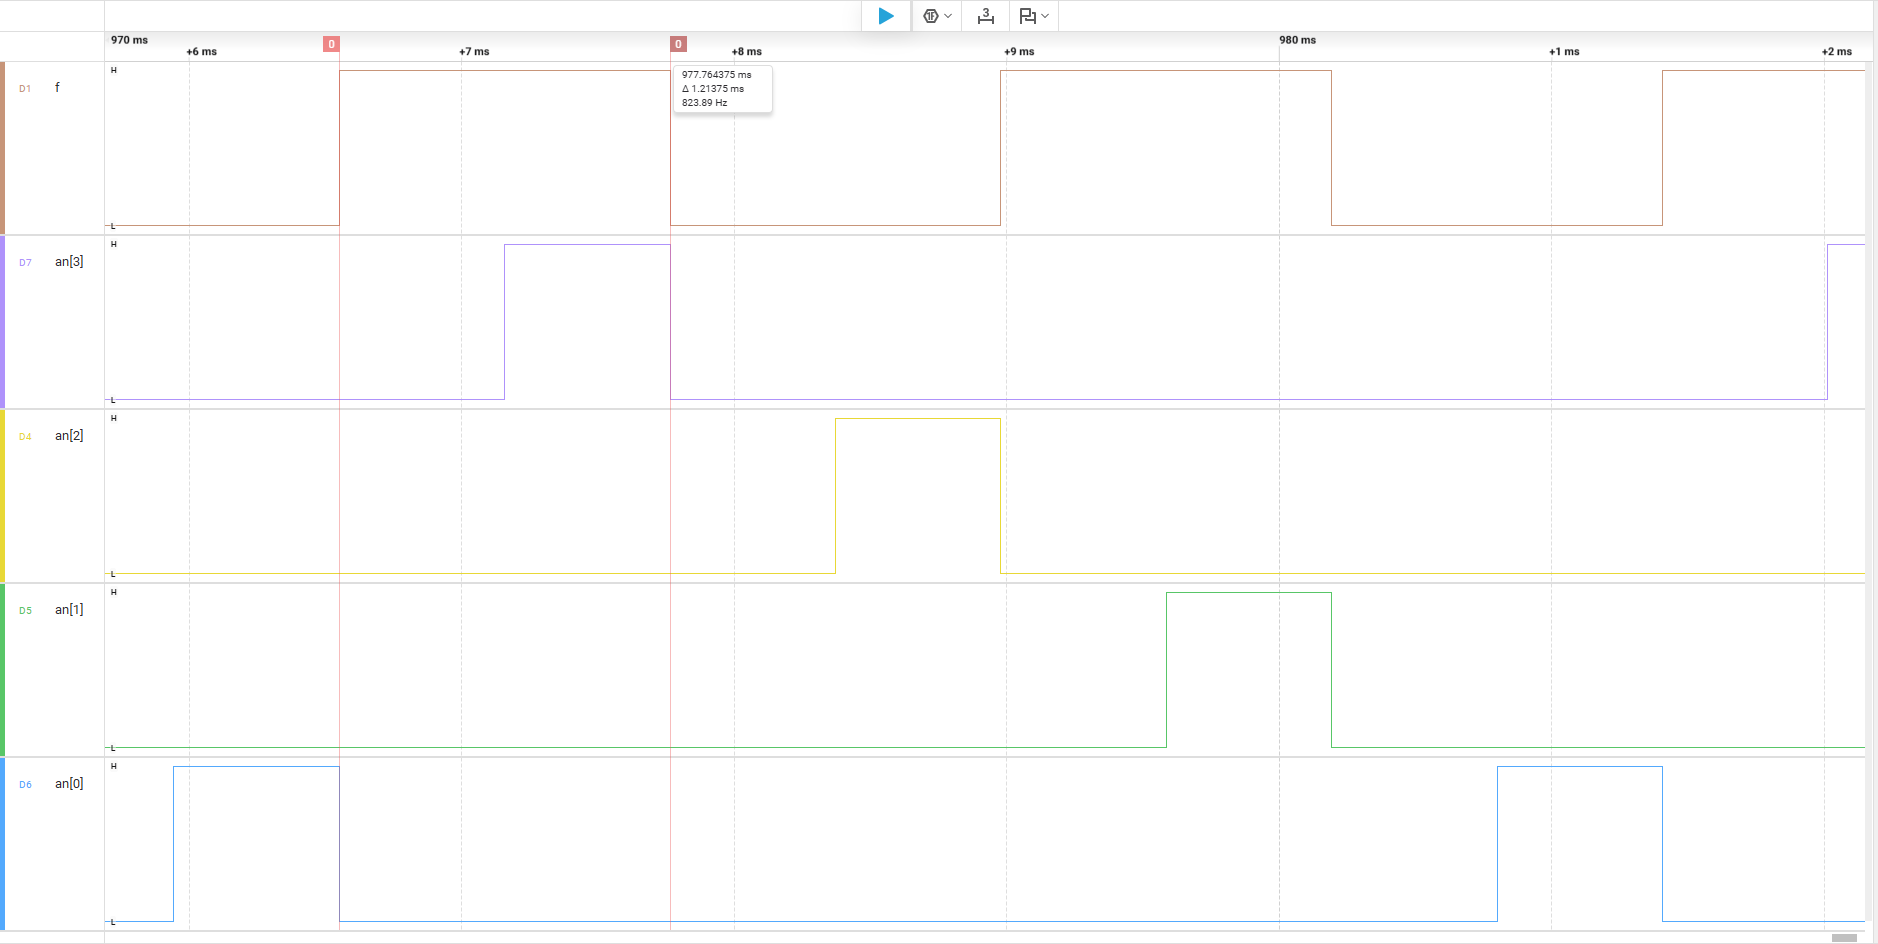 3
970 ms
980 ms
+6 ms
0
+7 ms
0
+8 ms
+9 ms
+1 ms
+2 ms
977.764375 ms
Δ 1.21375 ms
823.89 Hz
H
D1 f
L
H
D7 an[3]
L
H
D4 an[2]
L
H
D5 an[1]
L
H
D6 an[0]
L